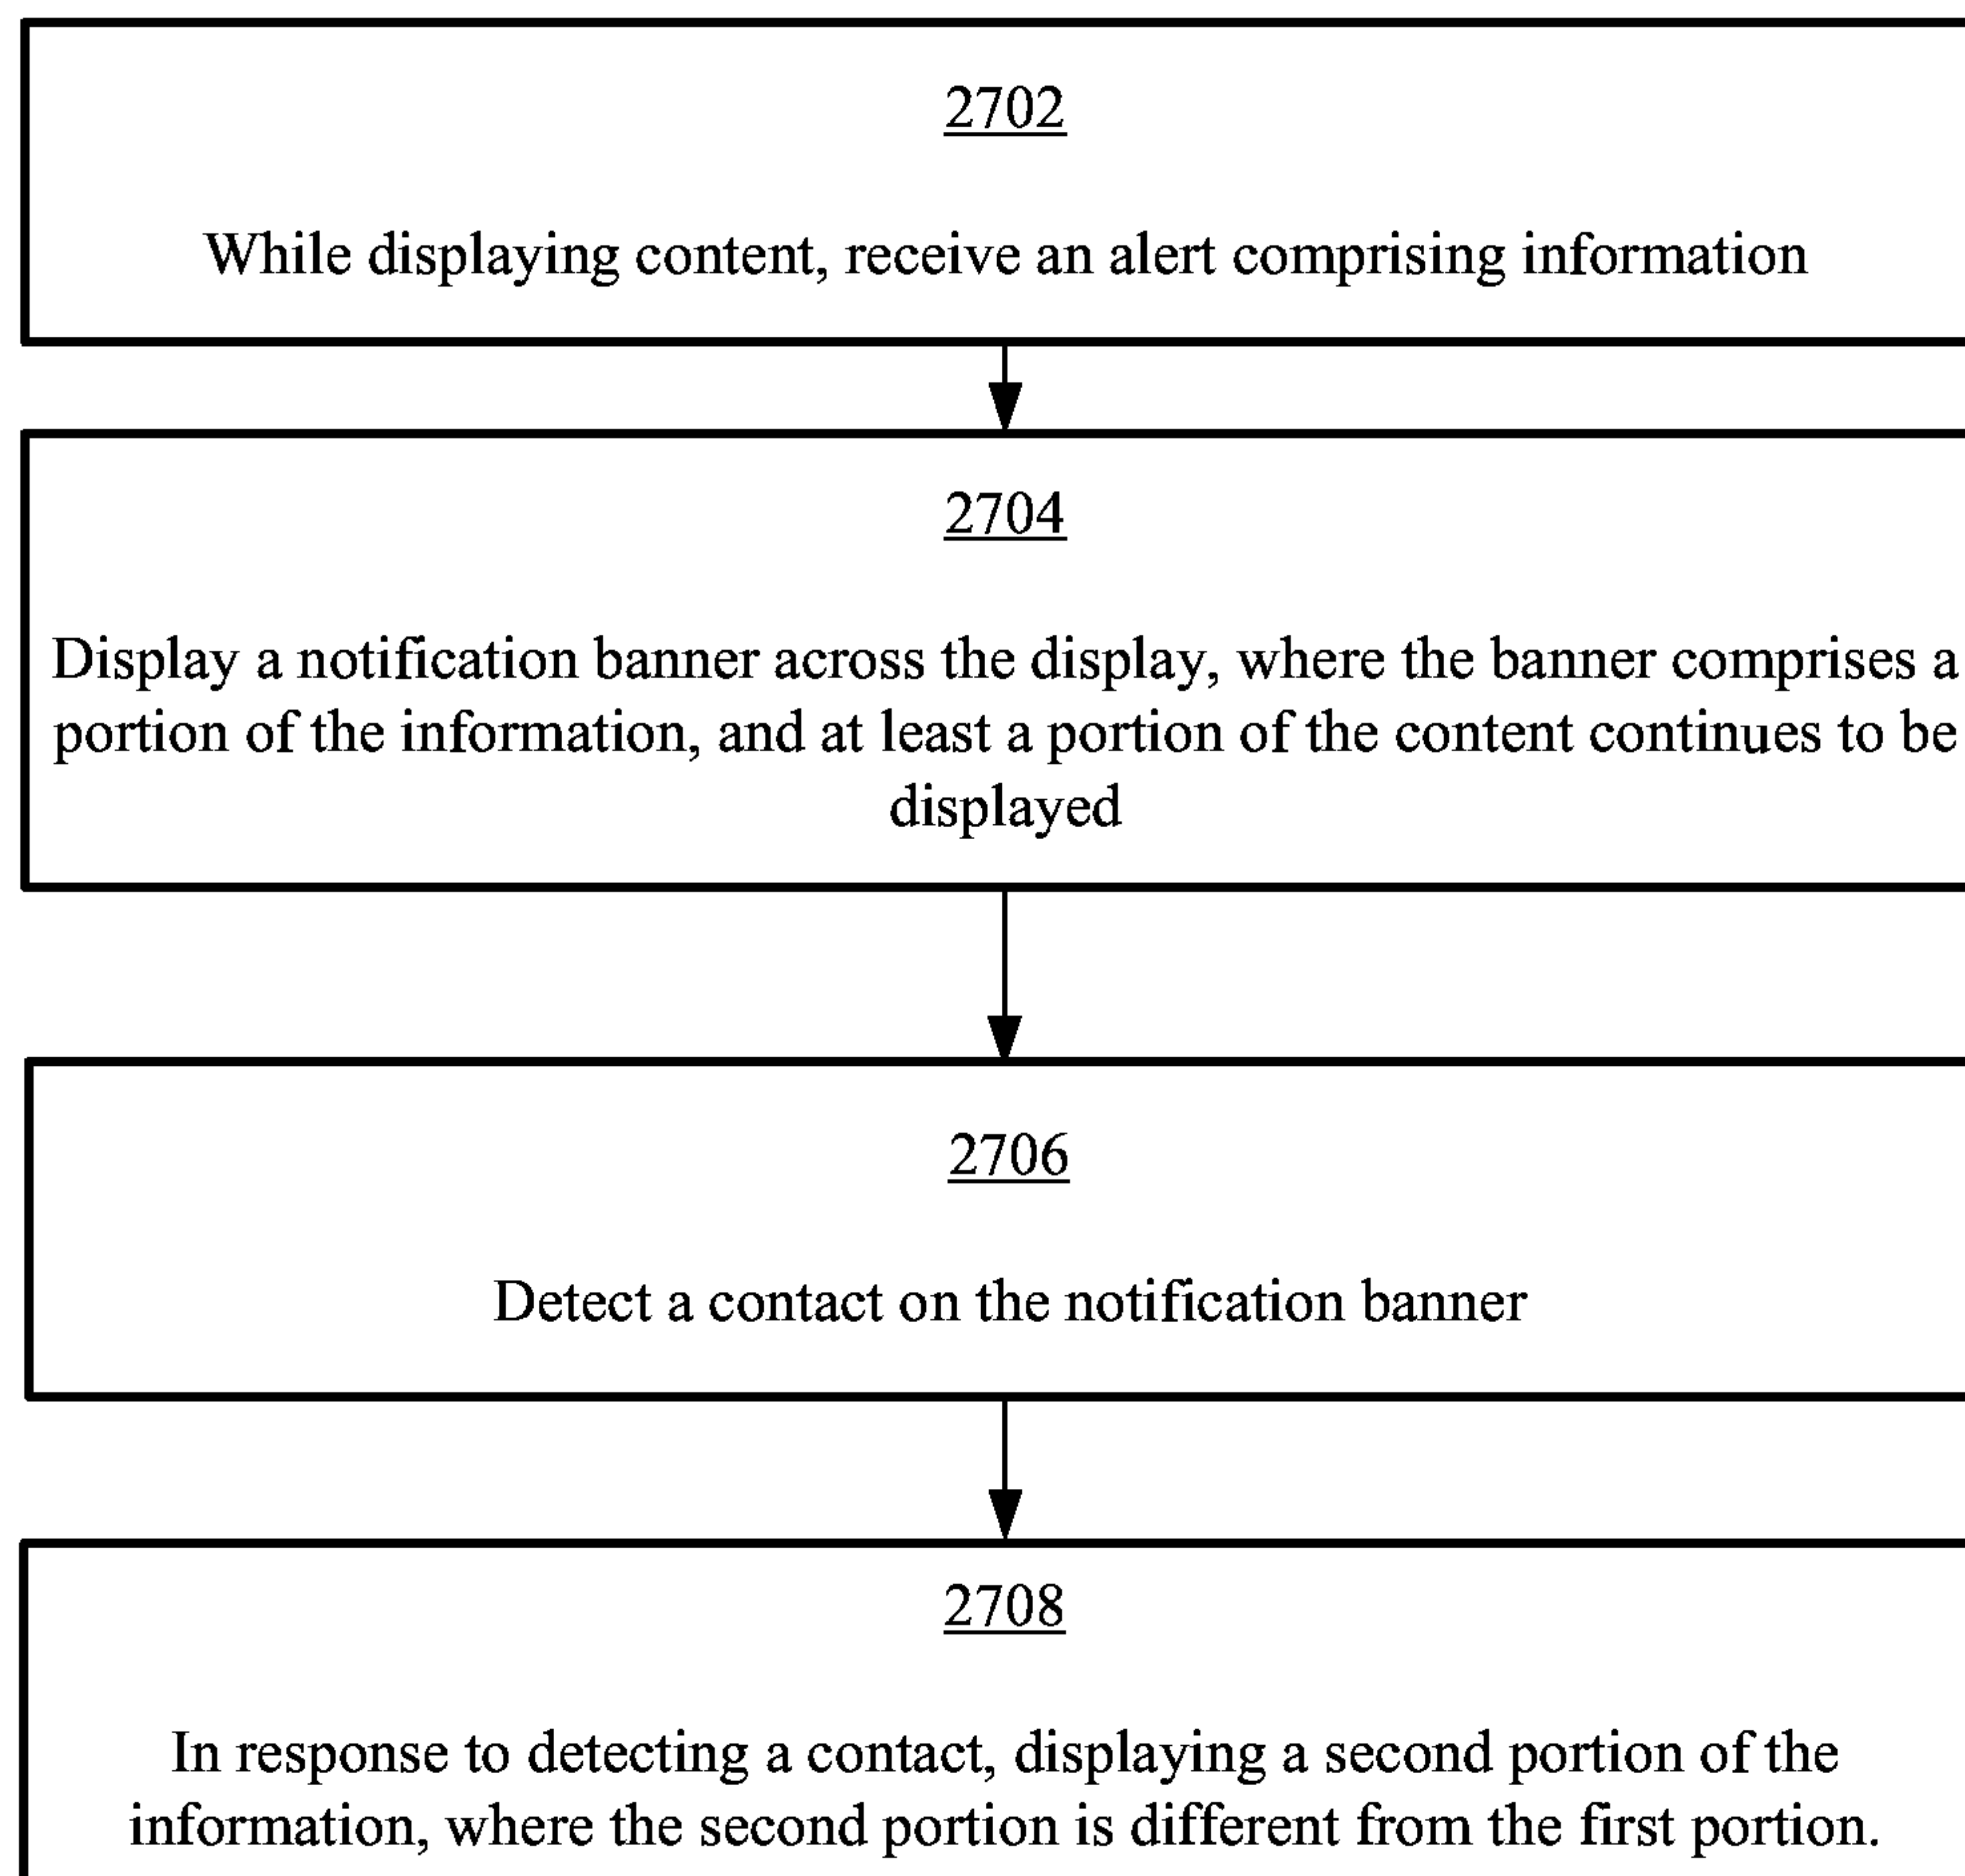 2702
While displaying content, receive an alert comprising information
2704
Display a notification banner across the display, where the banner comprises a
portion of the information, and at least a portion of the content continues to be
displayed
2706
Detect a contact on the notification banner
2708
In response to detecting a contact, displaying a second portion of the
information, where the second portion is different from the first portion.